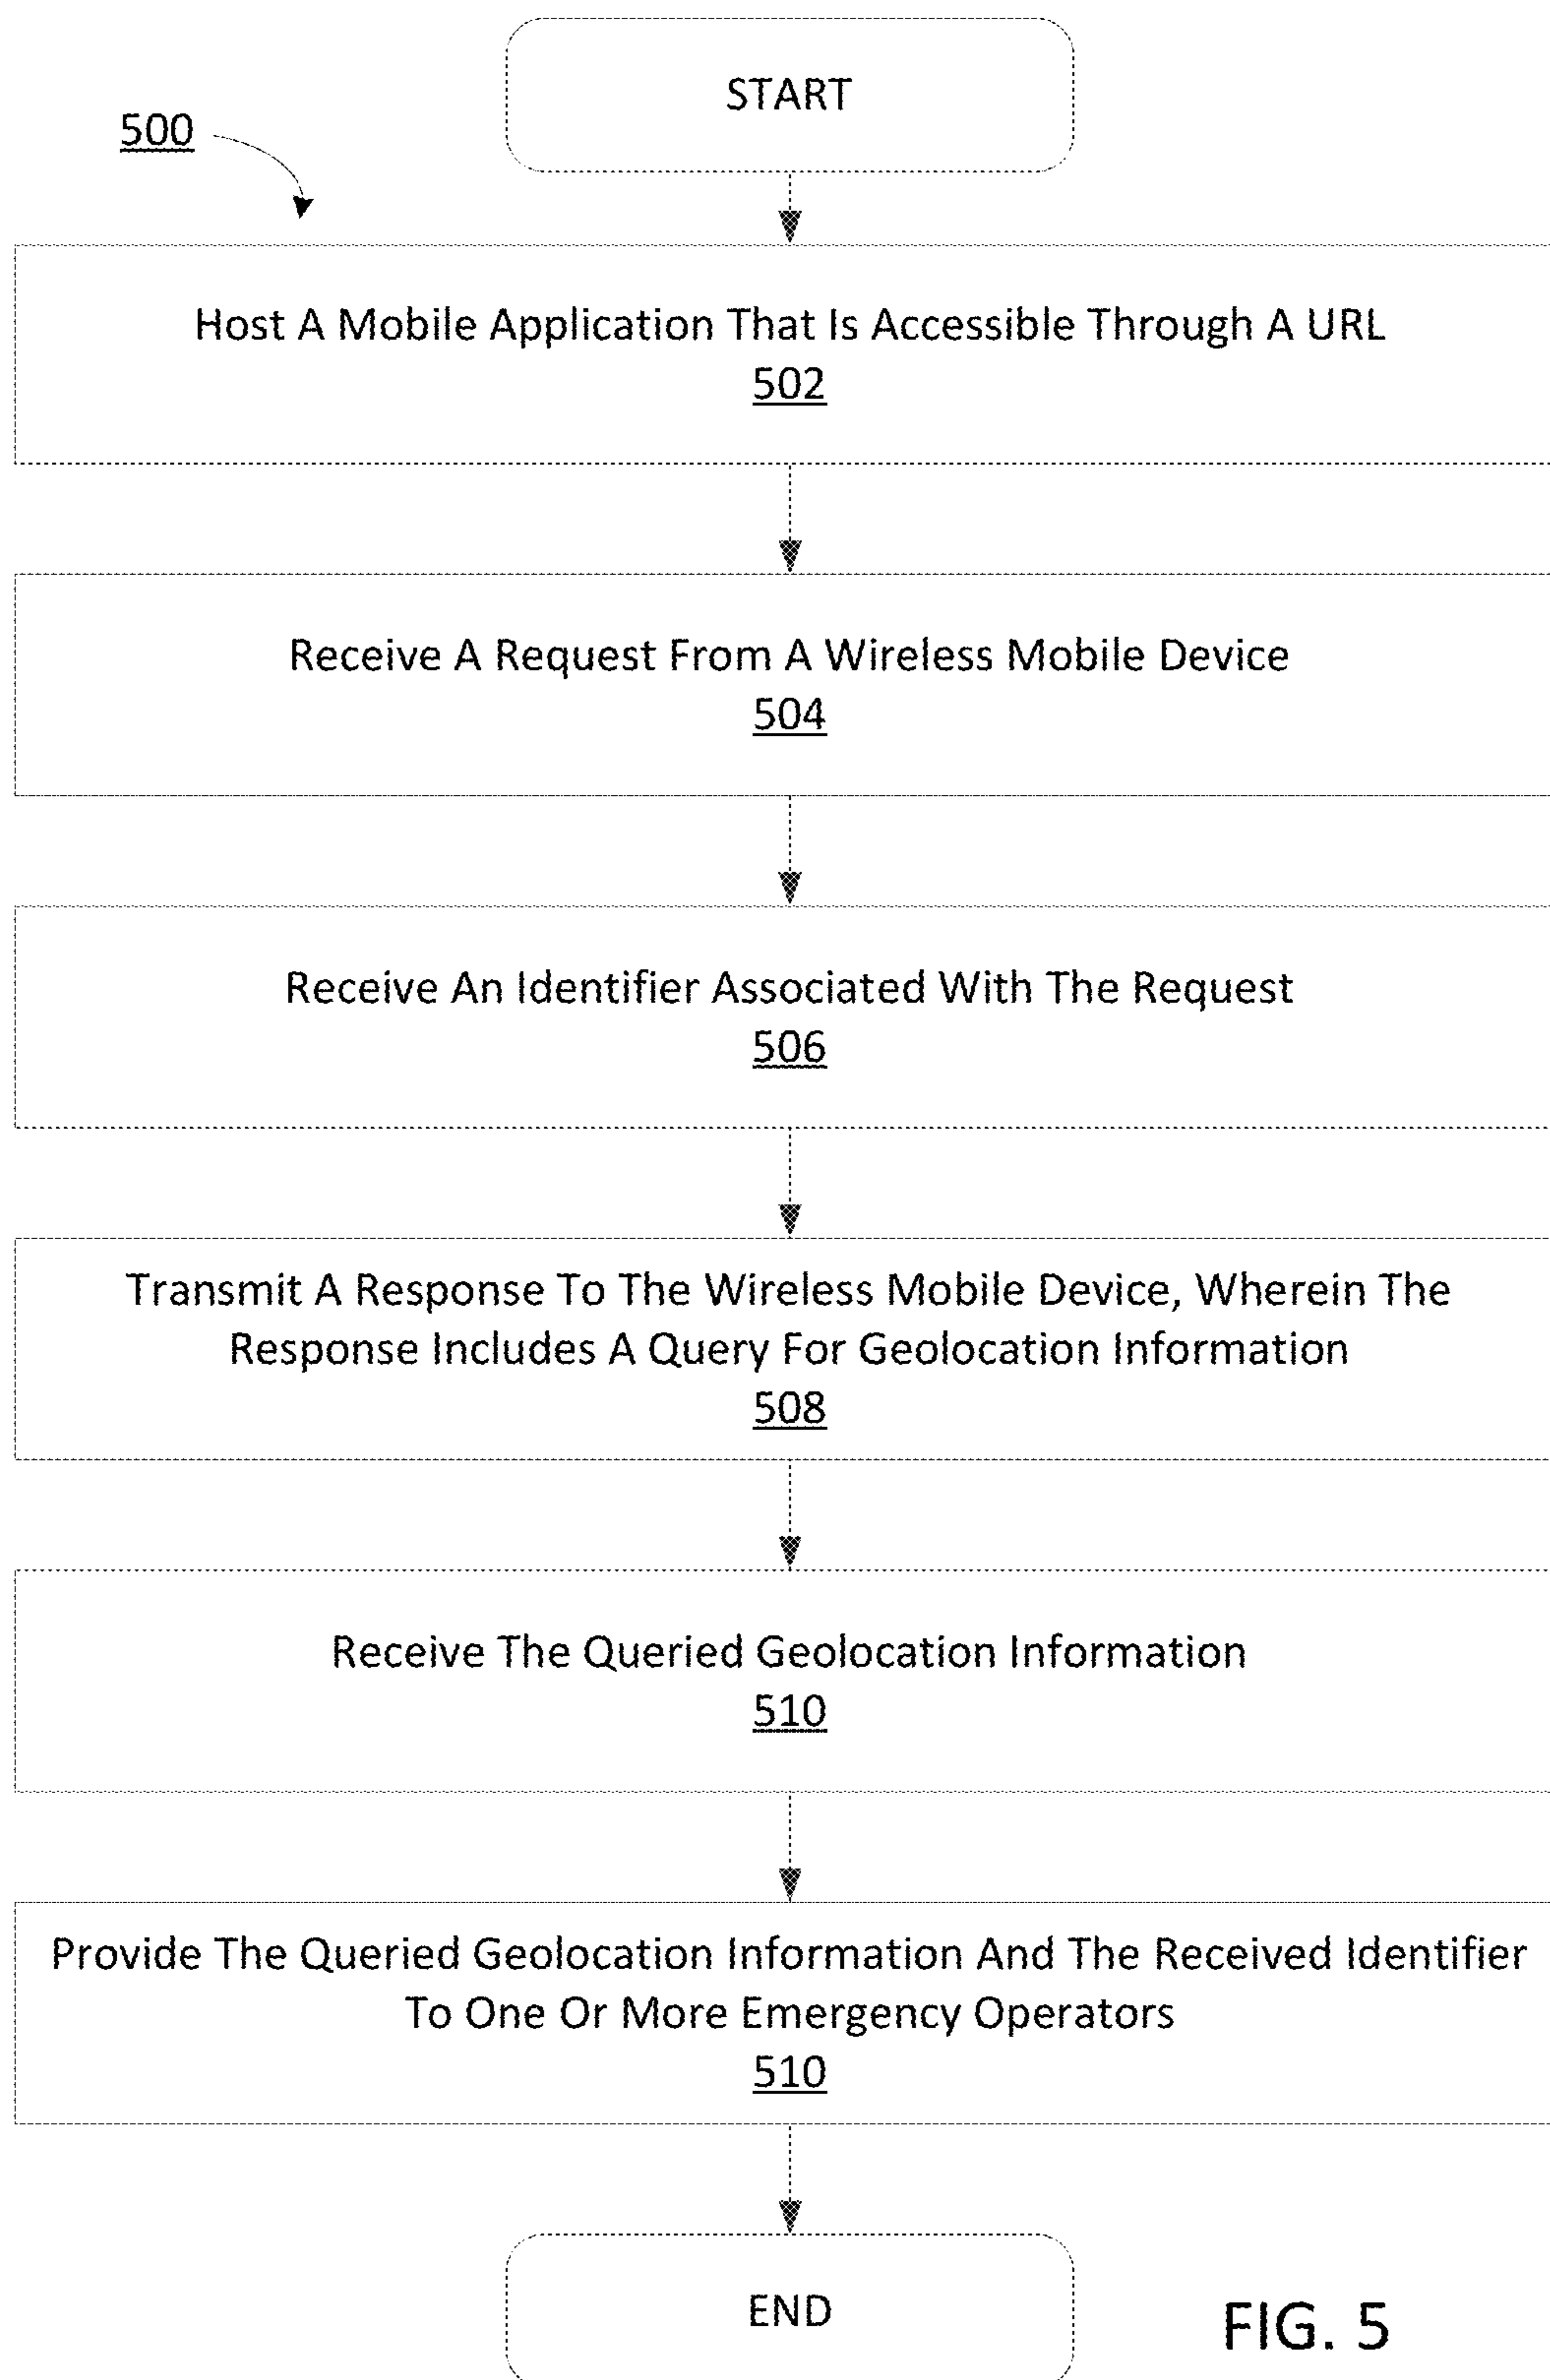 START
500
Host A Mobile Application That Is Accessible Through A URL
502
Receive A Request From A Wireless Mobile Device
504
Receive An Identifier Associated With The Request
506
Transmit A Response To The Wireless Mobile Device, Wherein The
Response Includes A Query For Geolocation Information
508
Receive The Queried Geolocation Information
510
Provide The Queried Geolocation Information And The Received Identifier
To One Or More Emergency Operators
510
END
FIG. 5